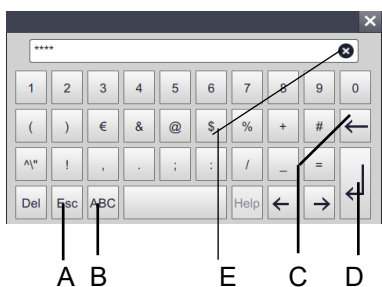 ****
1 2 3 4 5 6 7 8 9 0
( ) € & @ $ % + # ←
^\" ! , . ; : / _ =
Del Esc ABC Help ← → ↵
A B E C D